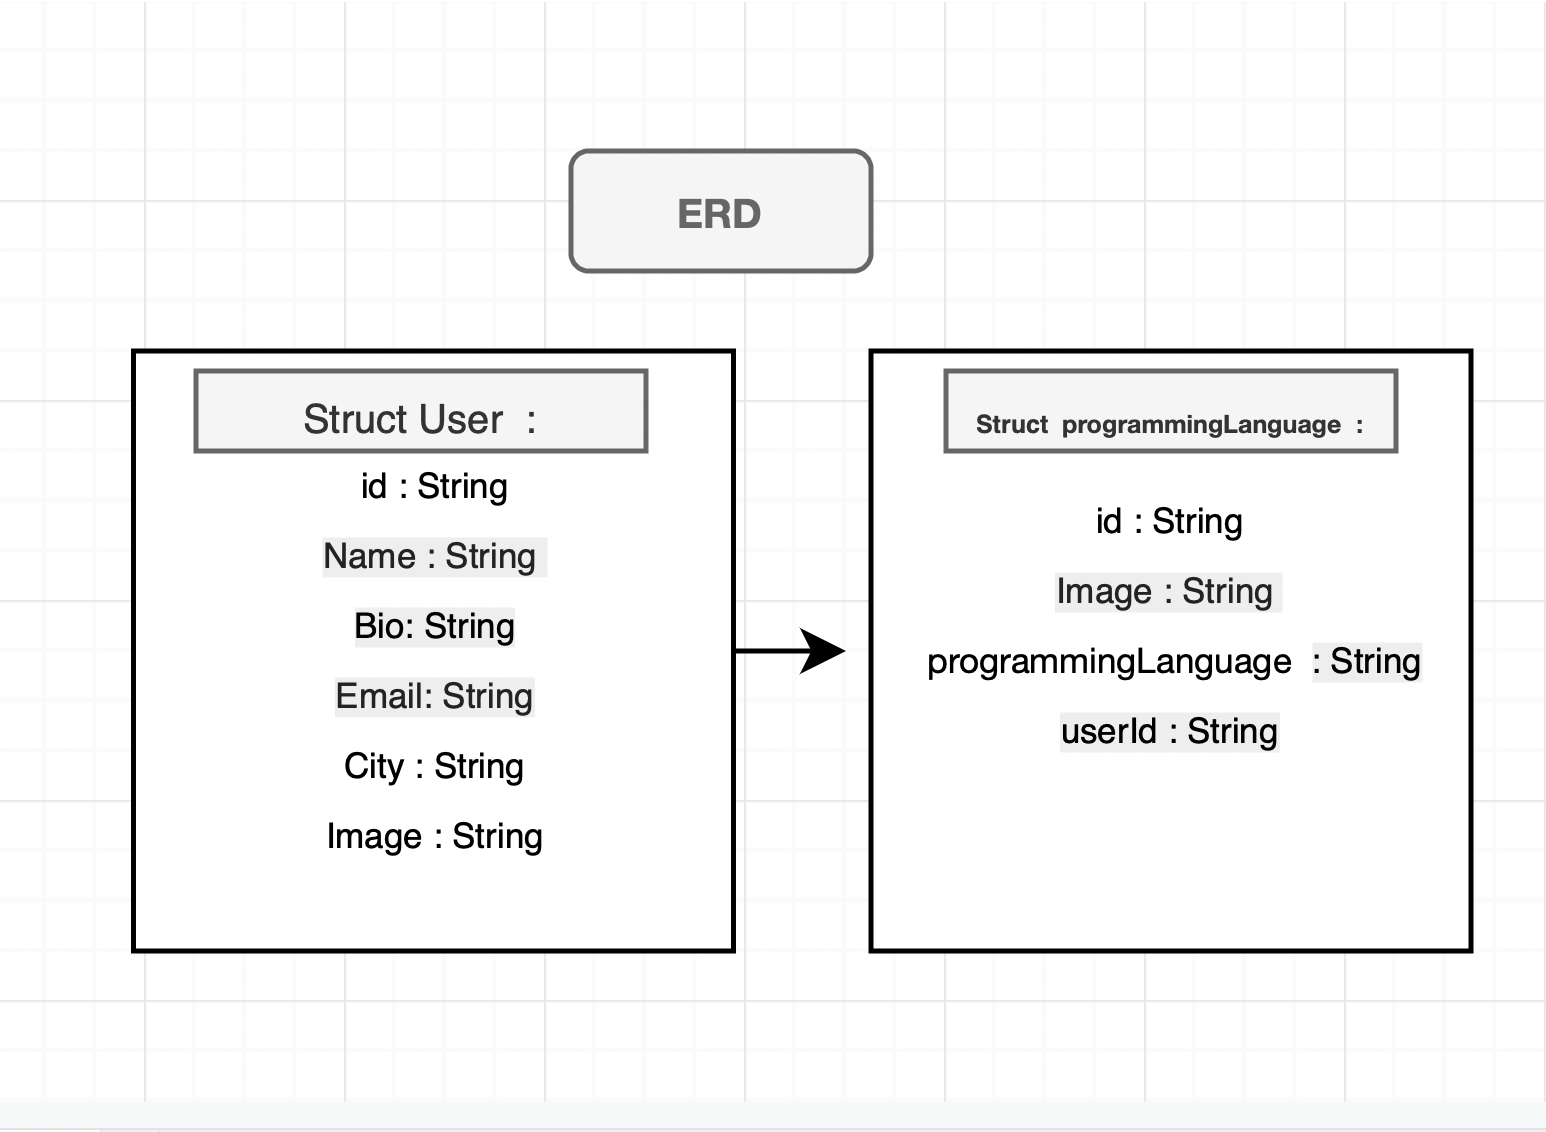 ERD
Struct User  :
id : String
Name : String
Bio: String
Email: String
City : String
Image : String
Struct  programmingLanguage  :
id : String
Image : String
programmingLanguage  : String
userId : String